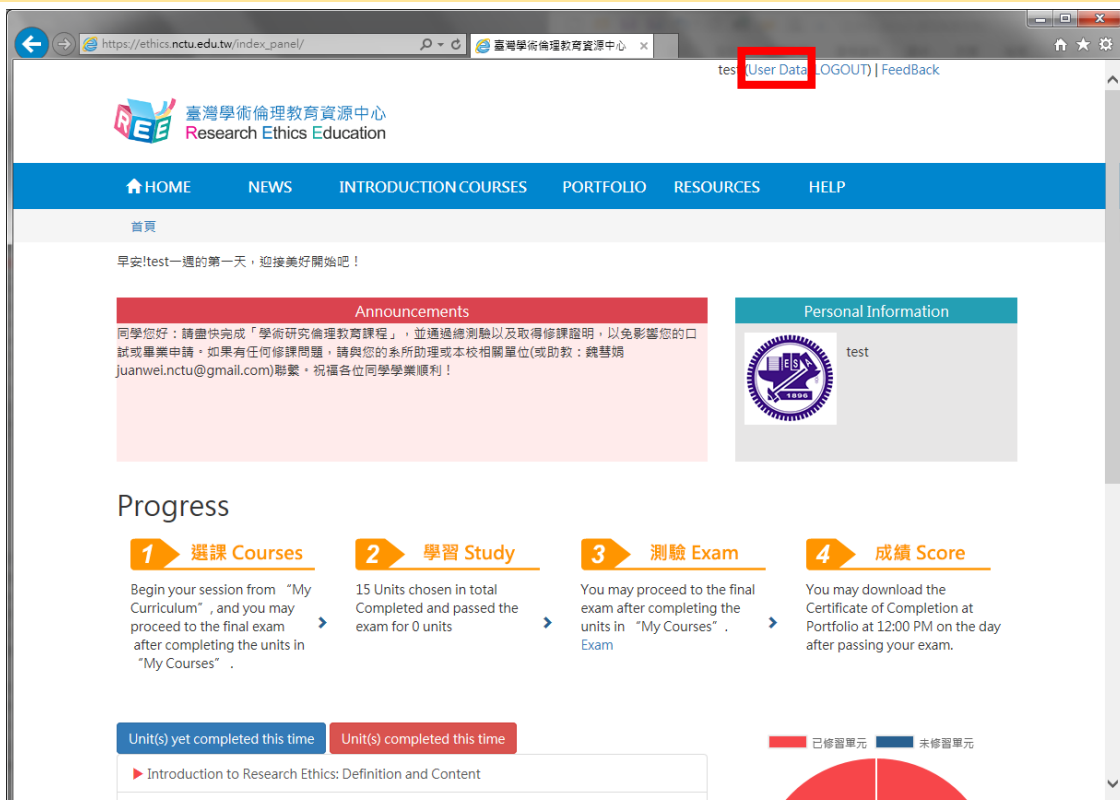 https://ethics.nctu.edu.tw/index_panel/
臺灣學術倫理教育資源中心
test (User Data LOGOUT) | FeedBack
REE
臺灣學術倫理教育資源中心
Research Ethics Education
HOME NEWS INTRODUCTION COURSES PORTFOLIO RESOURCES HELP
首頁
早安!test一週的第一天，迎接美好開始吧！
Announcements
同學您好：請盡快完成「學術研究倫理教育課程」，並通過總測驗以及取得修課證明，以免影響您的口
試或畢業申請。如果有任何修課問題，請與您的系所助理或本校相關單位(或助教：魏慧娟
juanwei.nctu@gmail.com)聯繫。祝福各位同學學業順利！
Personal Information
ESA
1896
test
Progress
1 選課 Courses
Begin your session from “My
Curriculum”, and you may
proceed to the final exam
after completing the units in
“My Courses”.
2 學習 Study
15 Units chosen in total
Completed and passed the
exam for 0 units
3 測驗 Exam
You may proceed to the final
exam after completing the
units in “My Courses”.
Exam
4 成績 Score
You may download the
Certificate of Completion at
Portfolio at 12:00 PM on the day
after passing your exam.
Unit(s) yet completed this time
Unit(s) completed this time
Introduction to Research Ethics: Definition and Content
已修習單元 未修習單元